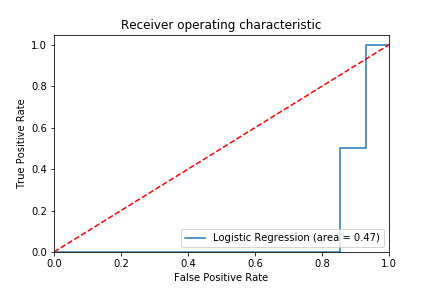 Receiver operating characteristic
True Positive Rate
1.0
0.8
0.6
0.4
0.2
0.0
Logistic Regression (area = 0.47)
0.0 0.2 0.4 0.6 0.8 1.0
False Positive Rate